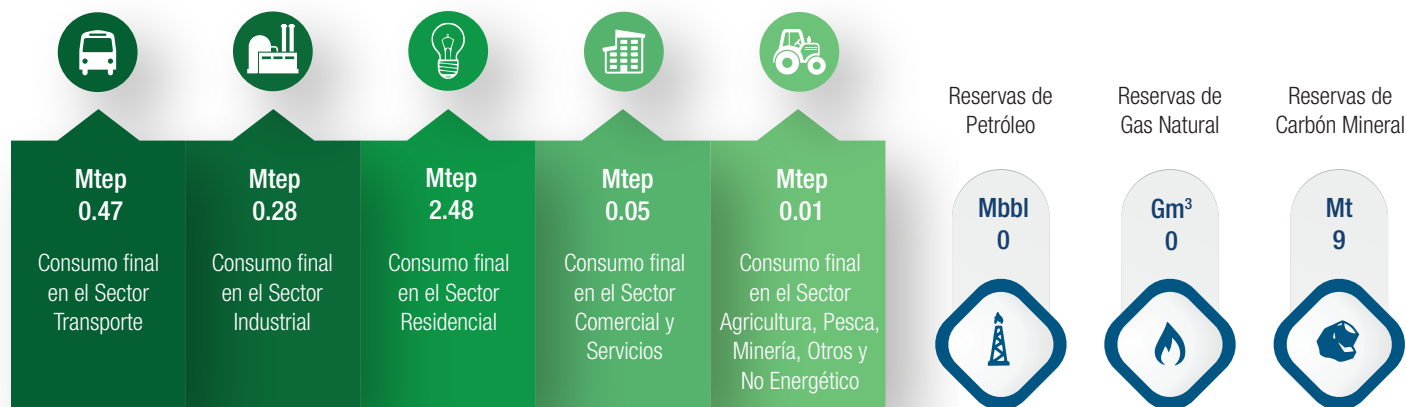 Mtep
0.47
Consumo final
en el Sector
Transporte
Mtep
0.28
Consumo final
en el Sector
Industrial
Mtep
2.48
Consumo final
en el Sector
Residencial
Mtep
0.05
Consumo final
en el Sector
Comercial y
Servicios
Mtep
0.01
Consumo final
en el Sector
Agricultura, Pesca,
Minería, Otros y
No Energético
Reservas de
Petróleo
Mbbl
0
Reservas de
Gas Natural
Gm³
0
Reservas de
Carbón Mineral
Mt
9